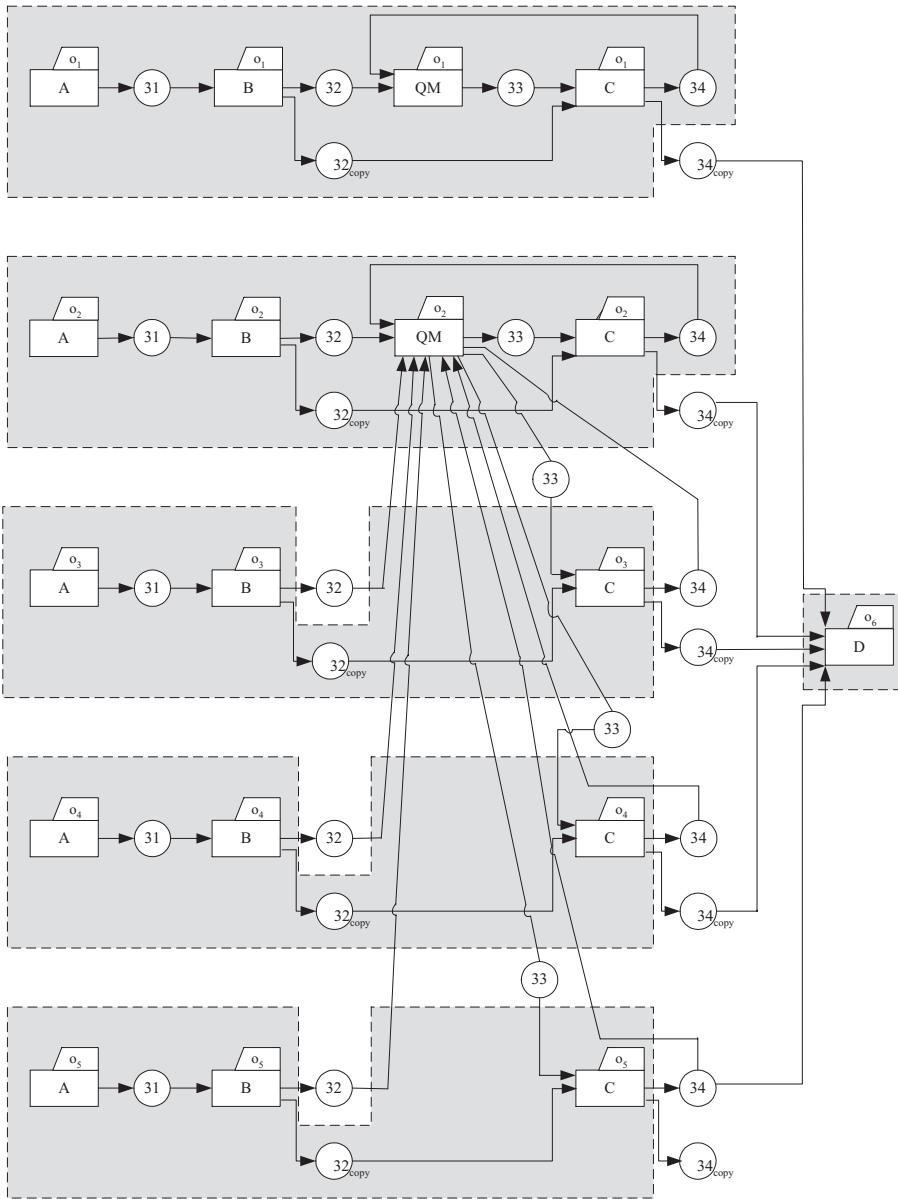 o1 o1 o1 o1
A 31 B 32 QM 33 C 34
32copy 34copy
o2 o2 o2 o2
A 31 B 32 QM 33 C 34
32copy 34copy
33
o3 o3 o3
A 31 B 32 C 34
o6
D
32copy 34copy
33
o4 o4 o4
A 31 B 32 C 34
32copy 34copy
33
o5 o5 o5
A 31 B 32 C 34
32copy 34copy